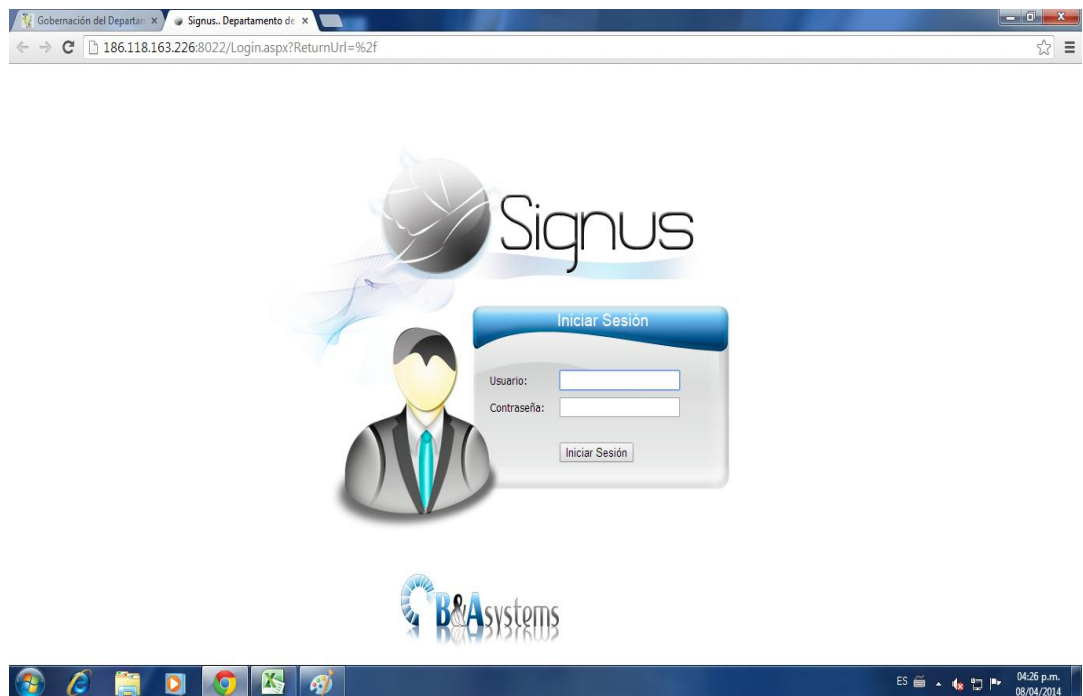 Gobernación del Departan
Signus.. Departamento de
186.118.163.226:8022/Login.aspx?ReturnUrl=%2f
Signus
Iniciar Sesión
Usuario:
Contraseña:
Iniciar Sesión
B&Asystems
ES
04:26 p.m.
08/04/2014